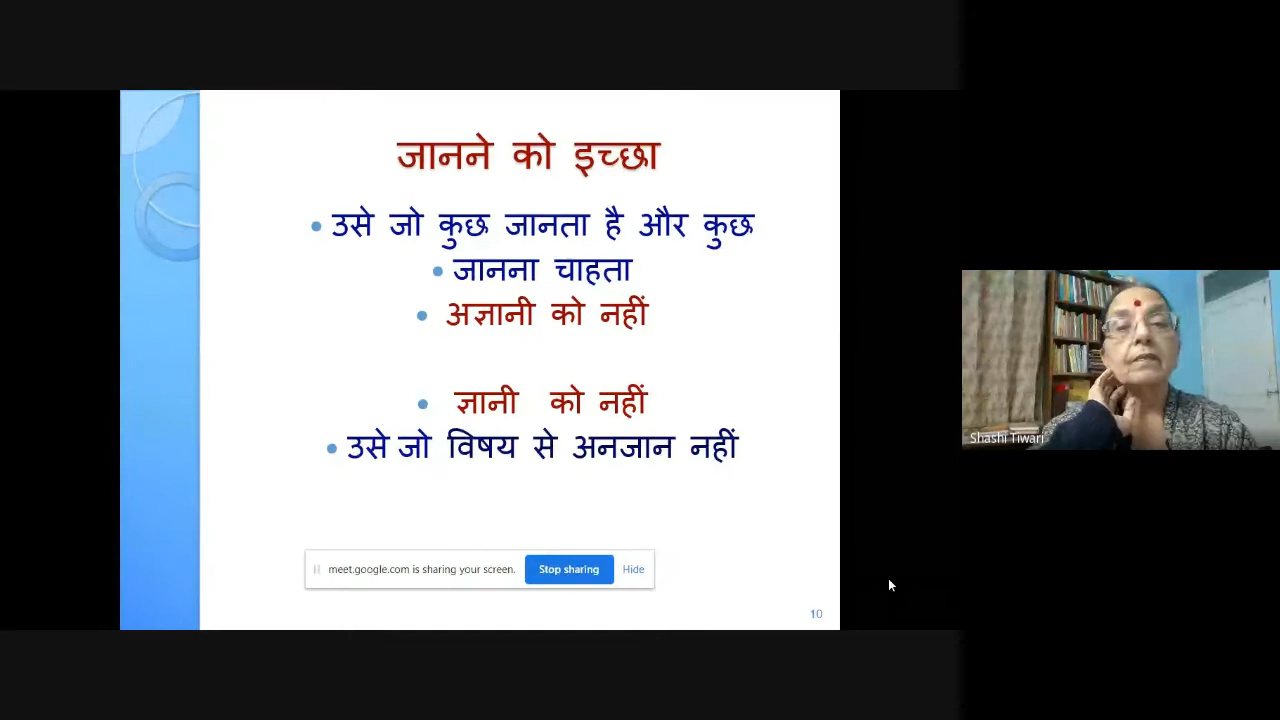 जानने को इच्छा
• उसे जो कुछ जानता है और कुछ
• जानना चाहता
• अज्ञानी को नहीं
• ज्ञानी को नहीं
• उसे जो विषय से अनजान नहीं
meet.google.com is sharing your screen. Stop sharing Hide
10
Shashi Tiwari